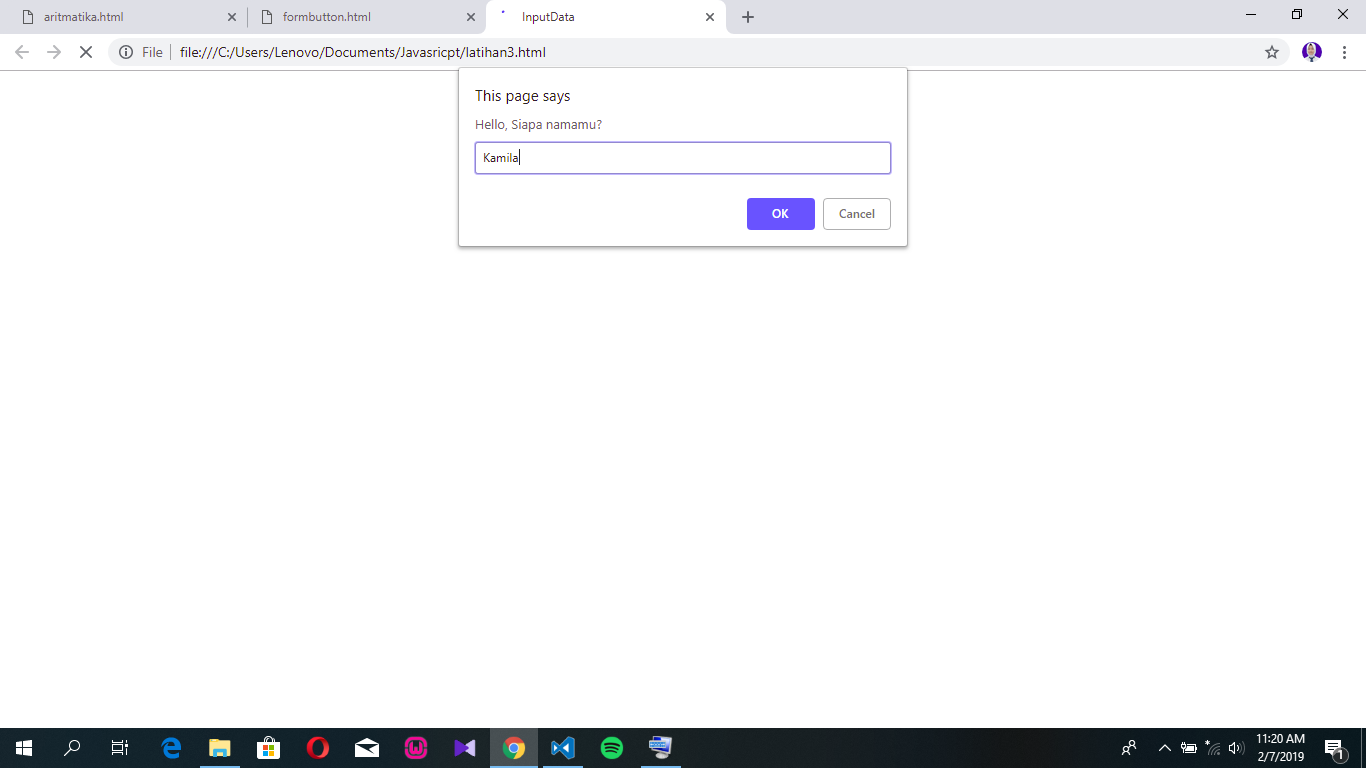 aritmatika.html
formbutton.html
InputData
File
file:///C:/Users/Lenovo/Documents/Javasricpt/latihan3.html
This page says
Hello, Siapa namamu?
Kamila
OK
Cancel
11:20 AM
2/7/2019
1